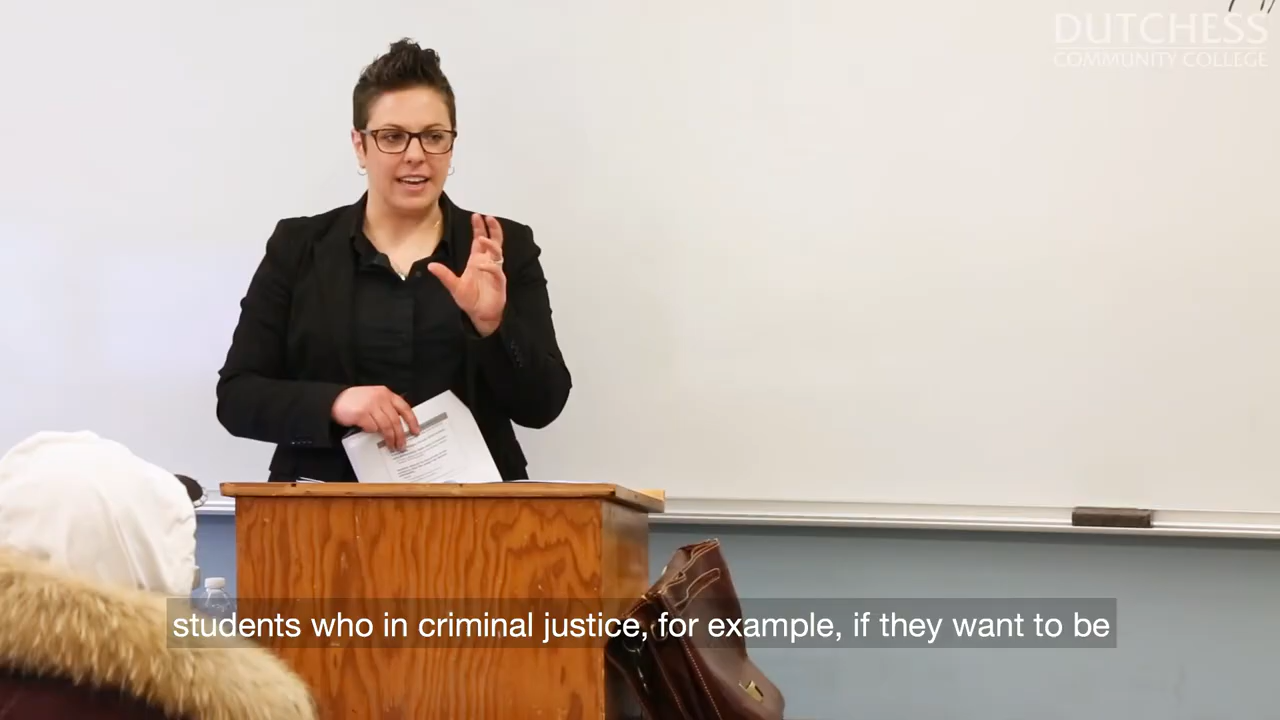 DUTCHESS
COMMUNITY COLLEGE
students who in criminal justice, for example, if they want to be